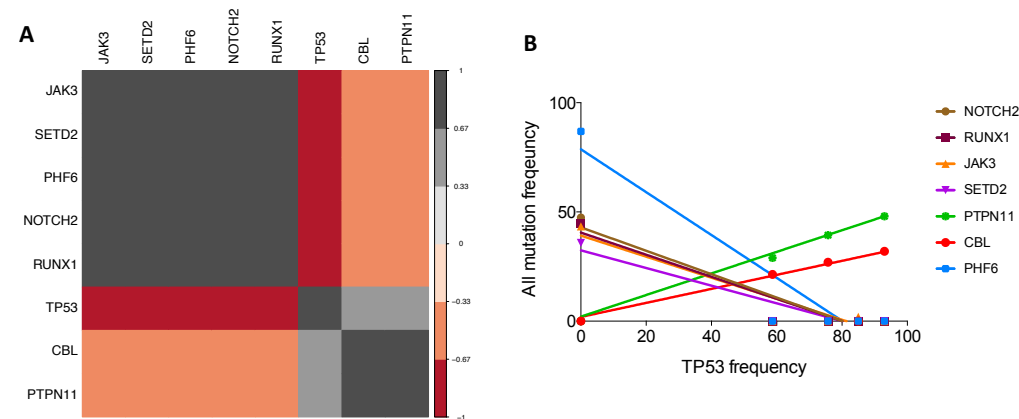 A
JAK3
SETD2
PHF6
NOTCH2
RUNX1
TP53
CBL
PTPN11
JAK3
SETD2
PHF6
NOTCH2
RUNX1
TP53
CBL
PTPN11
1
0.67
0.33
0
−0.33
−0.67
−1
B
All mutation freqeuncy
100
50
0
0
20
40
60
80
100
TP53 frequency
NOTCH2
RUNX1
JAK3
SETD2
PTPN11
CBL
PHF6